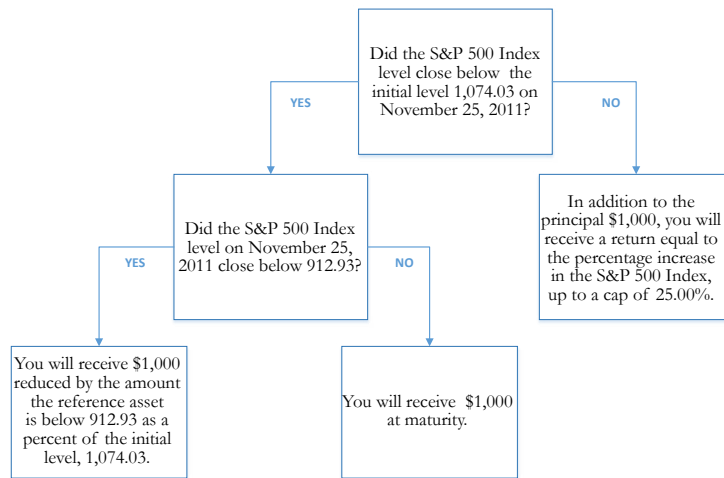 Did the S&P 500 Index
level close below the
initial level 1,074.03 on
November 25, 2011?
YES
NO
Did the S&P 500 Index
level on November 25,
2011 close below 912.93?
In addition to the
principal $1,000, you will
receive a return equal to
the percentage increase
in the S&P 500 Index,
up to a cap of 25.00%.
YES
NO
You will receive $1,000
reduced by the amount
the reference asset
is below 912.93 as a
percent of the initial
level, 1,074.03.
You will receive $1,000
at maturity.